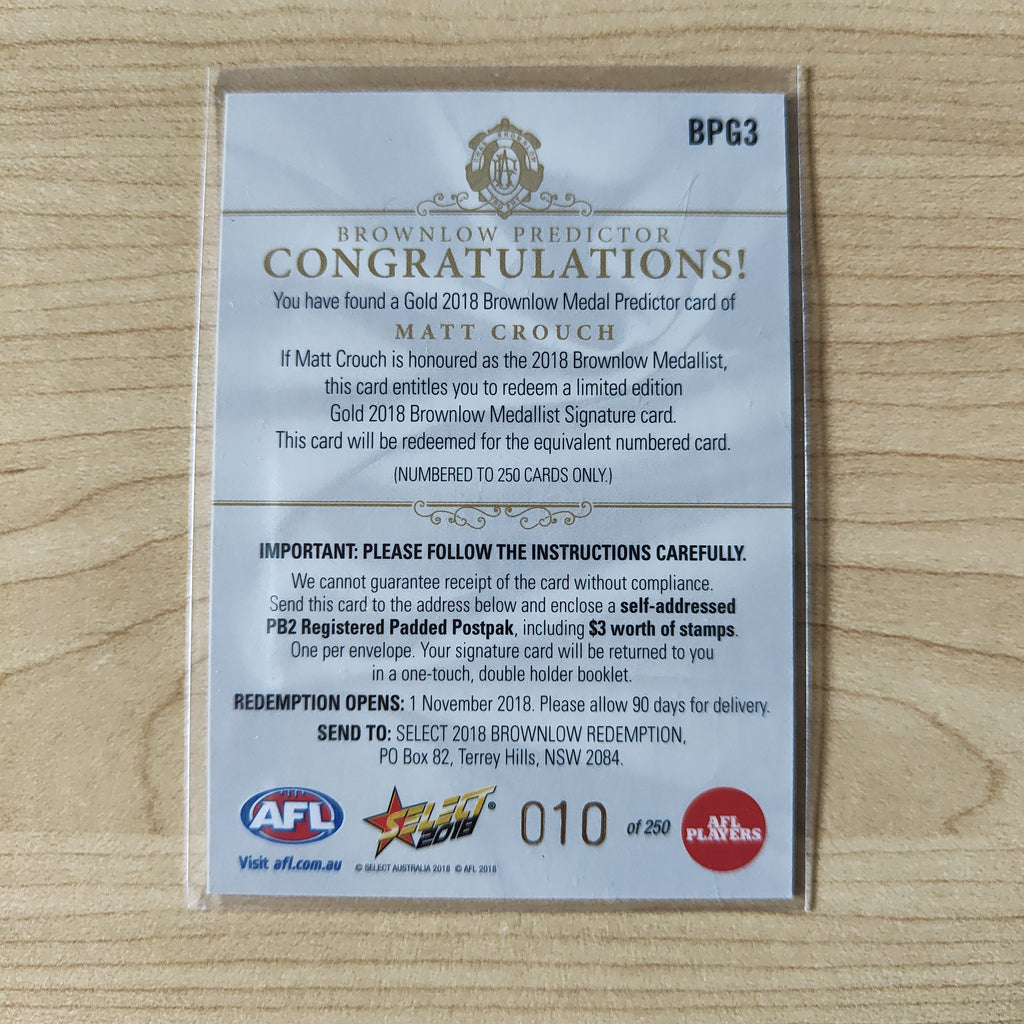 BPG3
BROWNLOW PREDICTOR
CONGRATULATIONS!
You have found a Gold 2018 Brownlow Medal Predictor card of
MATT CROUCH
If Matt Crouch is honoured as the 2018 Brownlow Medallist,
this card entitles you to redeem a limited edition
Gold 2018 Brownlow Medallist Signature card.
This card will be redeemed for the equivalent numbered card.
(NUMBERED TO 250 CARDS ONLY.)
IMPORTANT: PLEASE FOLLOW THE INSTRUCTIONS CAREFULLY.
We cannot guarantee receipt of the card without compliance.
Send this card to the address below and enclose a self-addressed
PB2 Registered Padded Postpak, including $3 worth of stamps.
One per envelope. Your signature card will be returned to you
in a one-touch, double holder booklet.
REDEMPTION OPENS: 1 November 2018. Please allow 90 days for delivery.
SEND TO: SELECT 2018 BROWNLOW REDEMPTION,
PO Box 82, Terrey Hills, NSW 2084.
AFL
Visit afl.com.au
SELECT®
2018
© SELECT AUSTRALIA 2018 © AFL 2018
010 of 250
AFL
PLAYERS